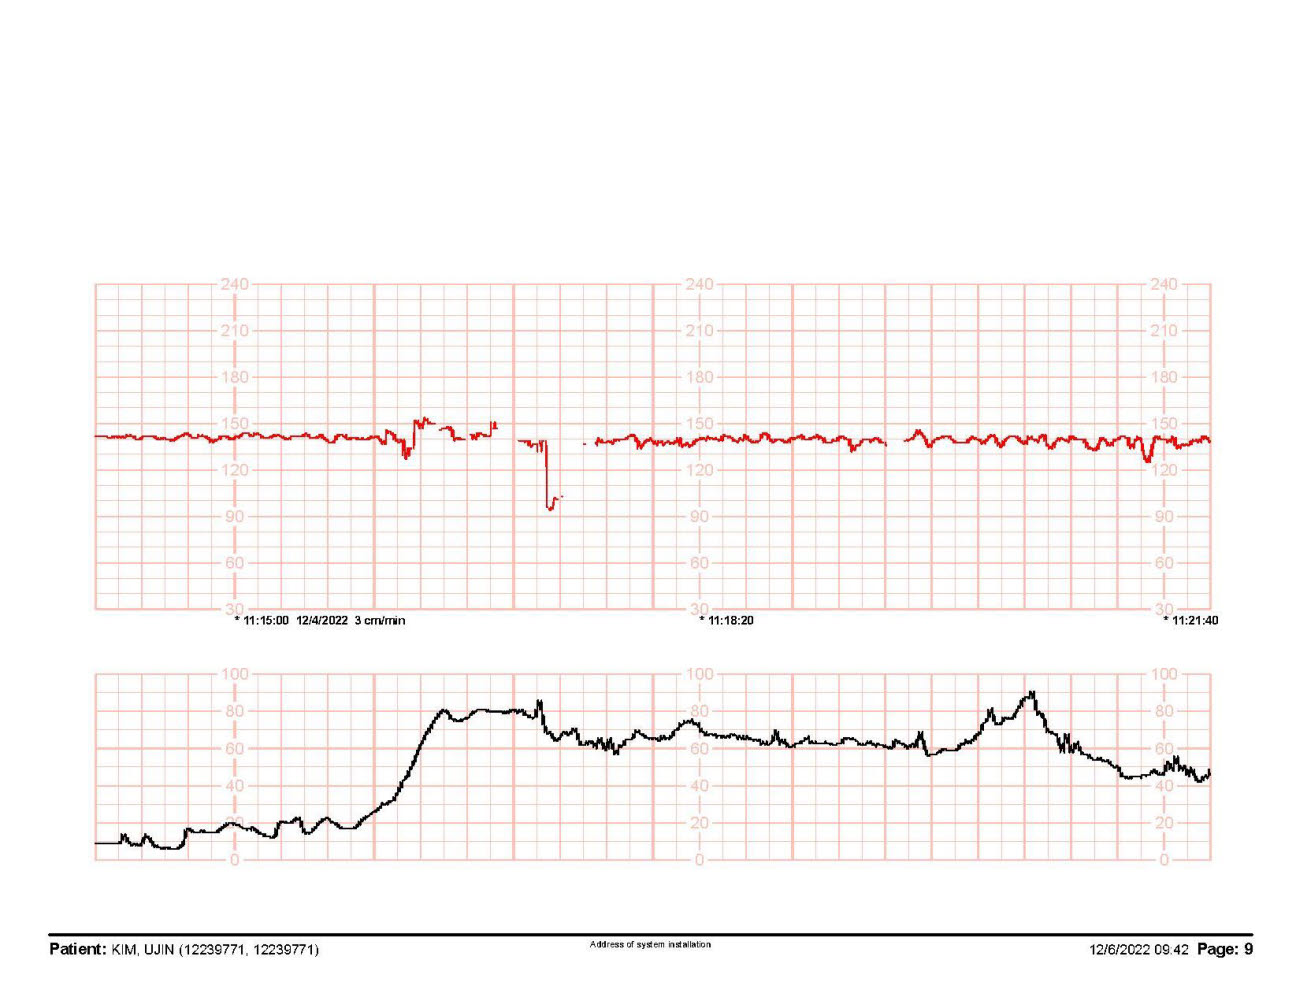 240 240 240
210 210 210
180 180 180
150 150 150
120 120 120
90 90 90
60 60 60
30 30 30
* 11:15:00 12/4/2022 3 cm/min * 11:18:20 * 11:21:40
100 100 100
80 80 80
60 60 60
40 40 40
20 20 20
0 0 0
Patient: KIM, UJIN (12239771, 12239771) Address of system installation 12/6/2022 09:42 Page: 9